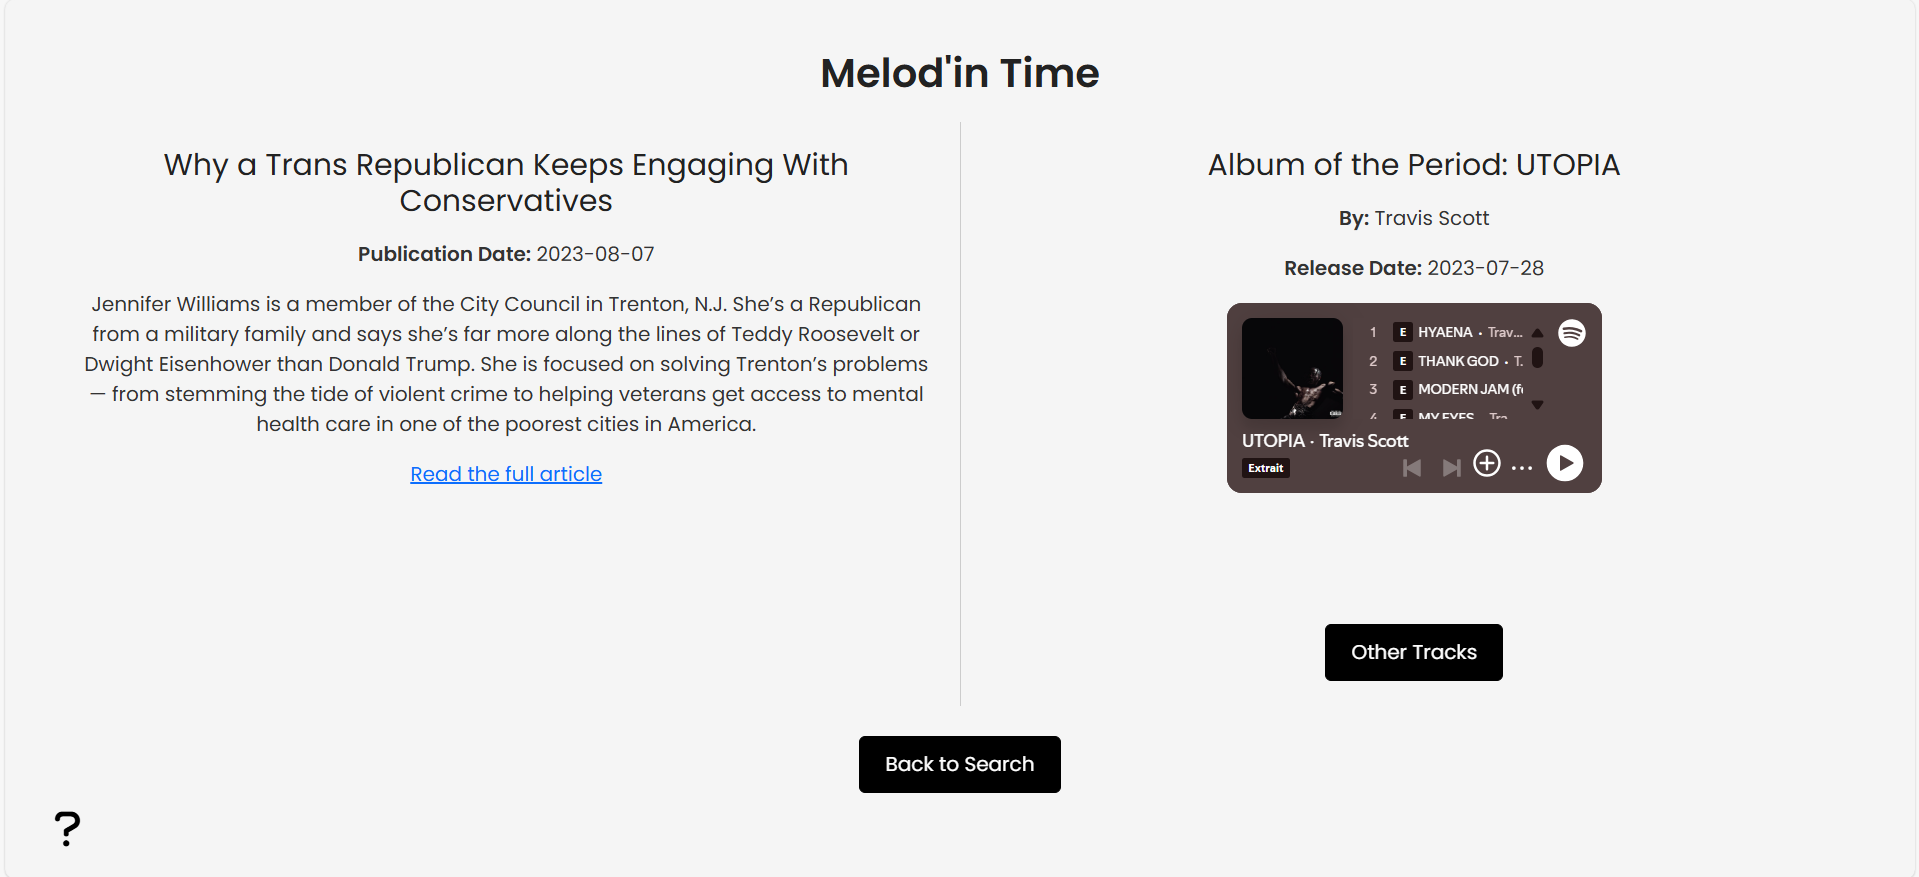 Melod'in Time
Why a Trans Republican Keeps Engaging With
Conservatives
Publication Date: 2023-08-07
Jennifer Williams is a member of the City Council in Trenton, N.J. She’s a Republican
from a military family and says she’s far more along the lines of Teddy Roosevelt or
Dwight Eisenhower than Donald Trump. She is focused on solving Trenton’s problems
— from stemming the tide of violent crime to helping veterans get access to mental
health care in one of the poorest cities in America.
Read the full article
Album of the Period: UTOPIA
By: Travis Scott
Release Date: 2023-07-28
1 E HYAENA · Trav...
2 E THANK GOD · T.
3 E MODERN JAM (f
4 E MY EYES · Tra
UTOPIA · Travis Scott
Extrait
Other Tracks
Back to Search
?